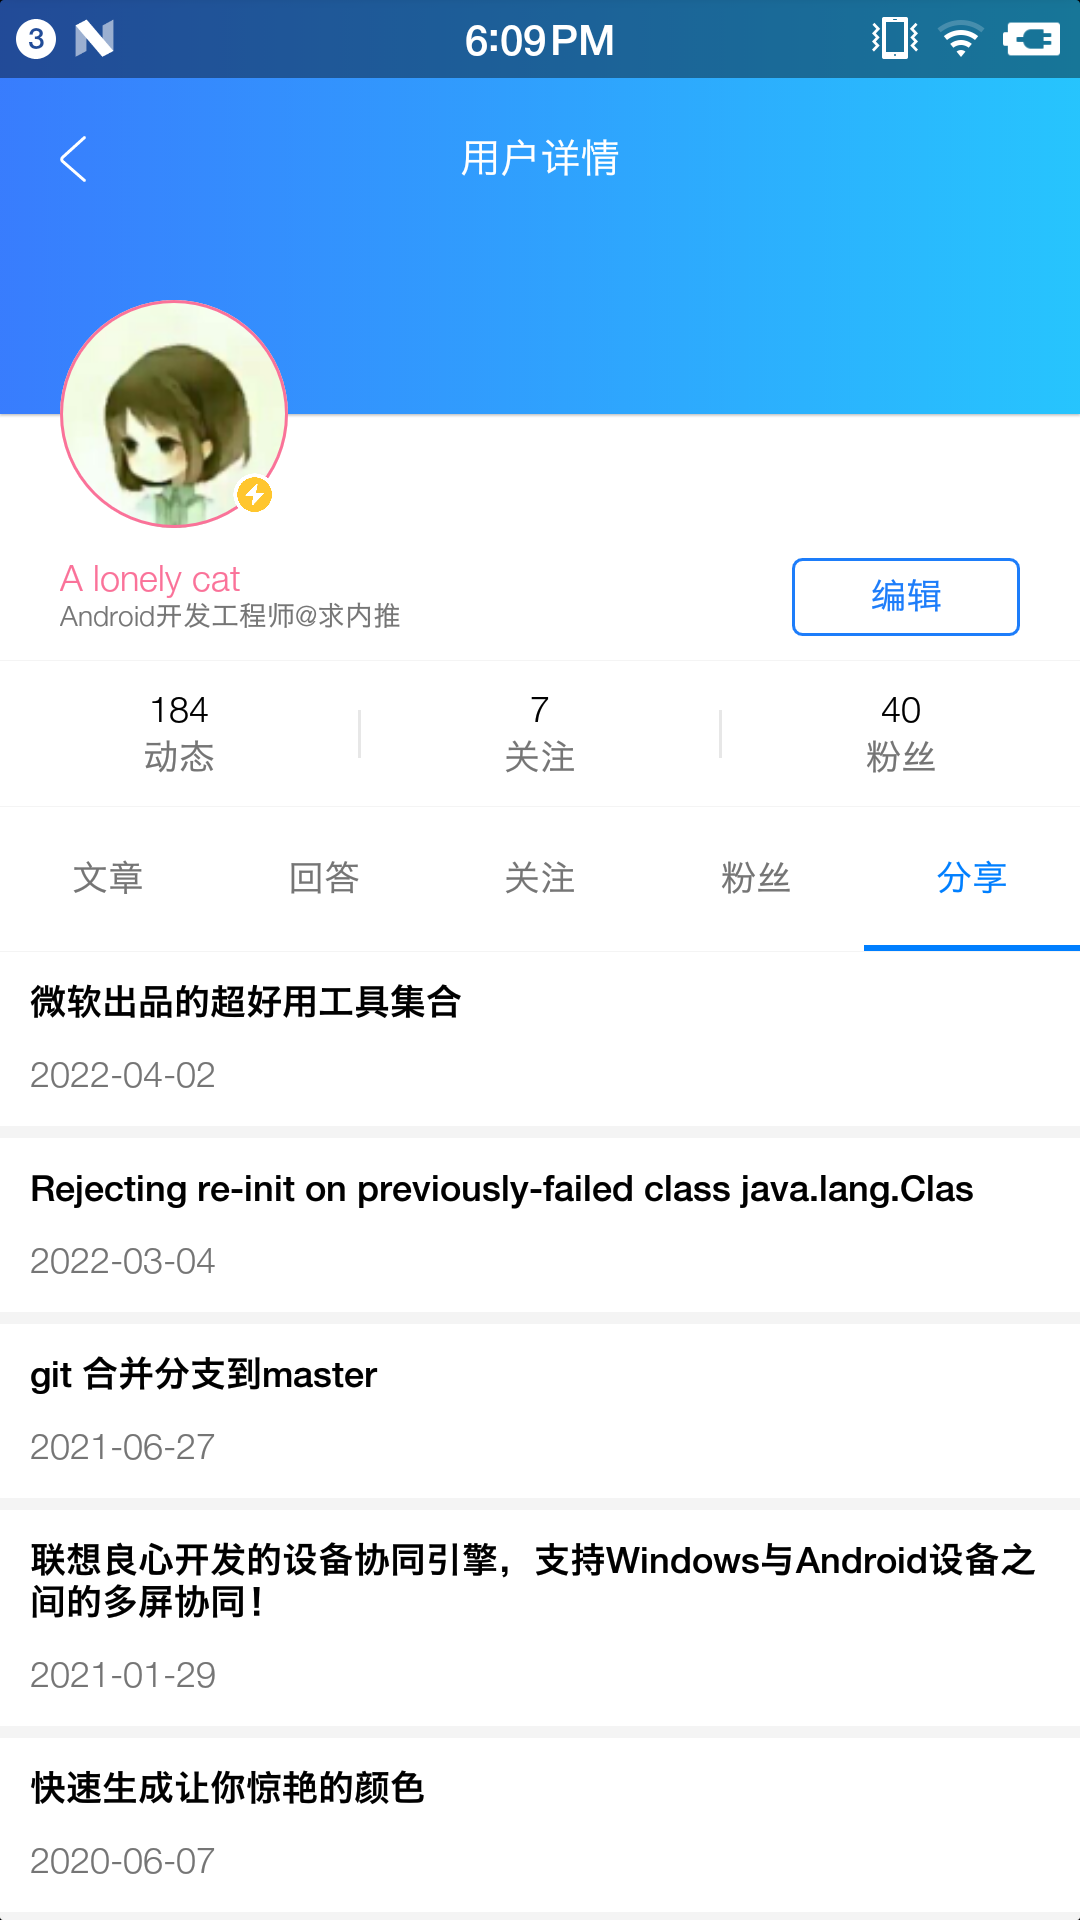 3
6:09PM
用户详情
A lonely cat
Android开发工程师@求内推
编辑
184
7
40
动态
关注
粉丝
文章
回答
关注
粉丝
分享
微软出品的超好用工具集合
2022-04-02
Rejecting re-init on previously-failed class java.lang.Clas
2022-03-04
git 合并分支到master
2021-06-27
联想良心开发的设备协同引擎，支持Windows与Android设备之
间的多屏协同！
2021-01-29
快速生成让你惊艳的颜色
2020-06-07